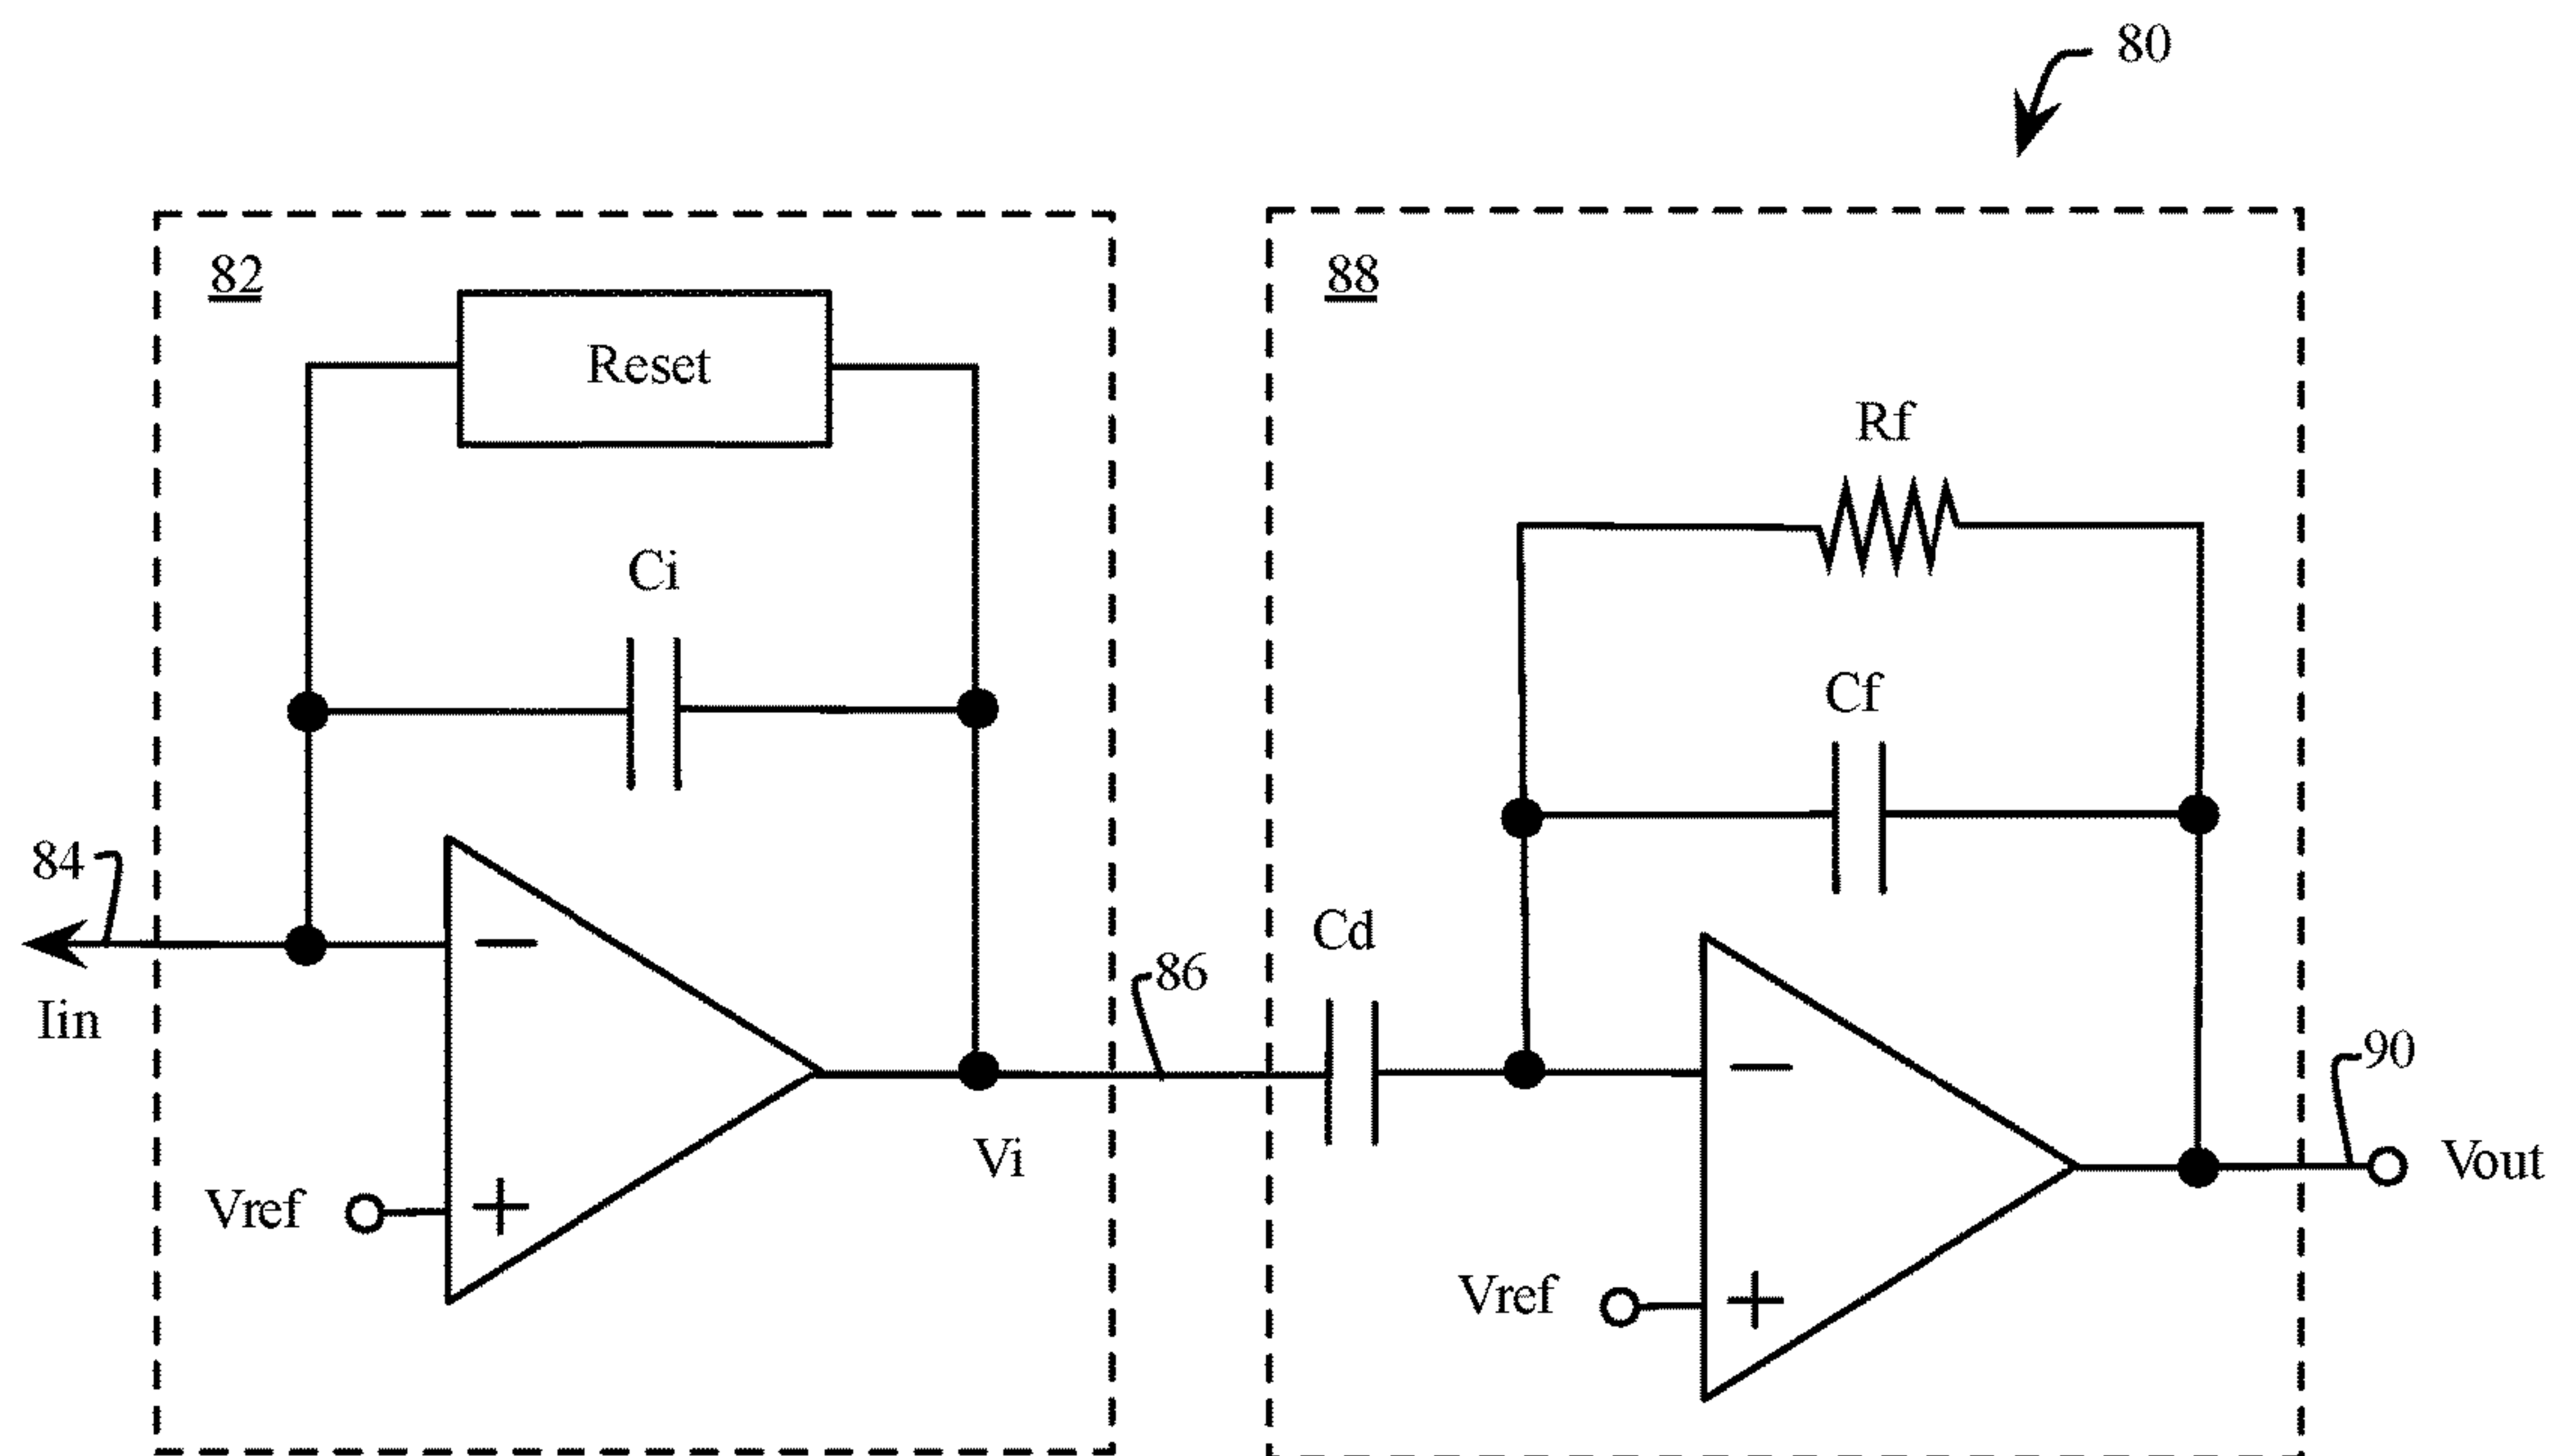 80
82
88
Reset
Rf
Ci
Cf
84
Cd
86
Iin
90
Vi
Vout
Vref
Vref
−
+
−
+